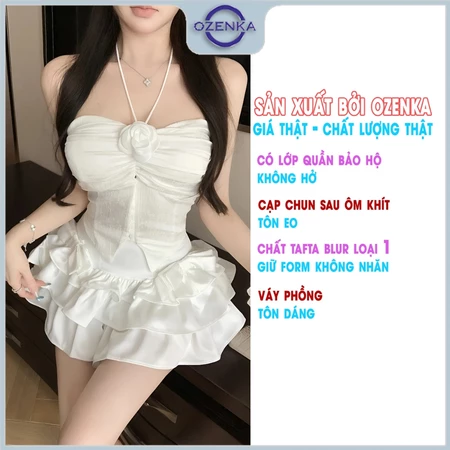 OZENKA
SẢN XUẤT BỞI OZENKA
GIÁ THẬT - CHẤT LƯỢNG THẬT
CÓ LỚP QUẦN BẢO HỘ
KHÔNG HỞ
CẠP CHUN SAU ÔM KHÍT
TÔN EO
CHẤT TAFTA BLUR LOẠI 1
GIỮ FORM KHÔNG NHĂN
VÁY PHỒNG
TÔN DÁNG